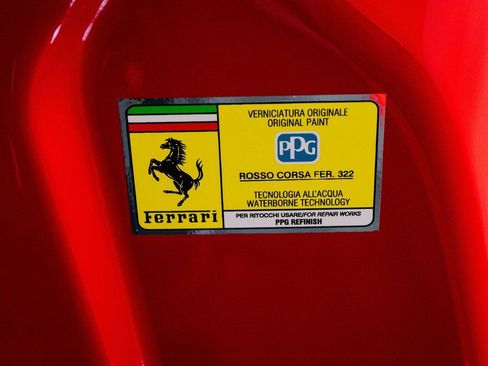 VERNICIATURA ORIGINALE
ORIGINAL PAINT
PPG
ROSSO CORSA FER. 322
TECNOLOGIA ALL'ACQUA
WATERBORNE TECHNOLOGY
Ferrari
PER RITOCCHI USARE/FOR REPAIR WORKS
PPG REFINISH